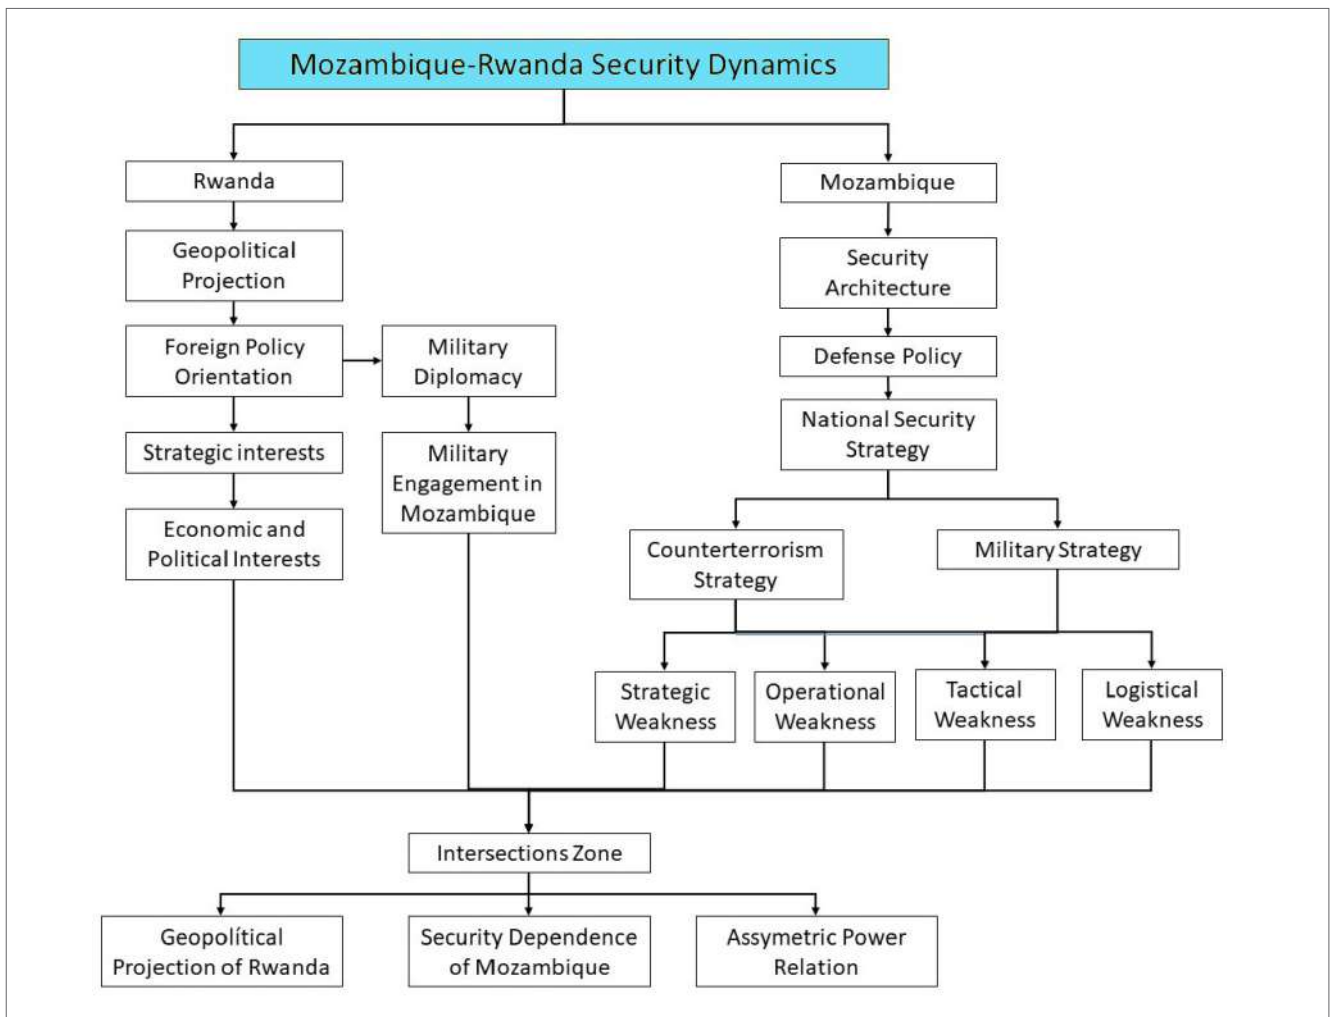 Mozambique-Rwanda Security Dynamics
Rwanda
Mozambique
Geopolitical
Projection
Security
Architecture
Foreign Policy
Orientation
Military
Diplomacy
Defense Policy
National Security
Strategy
Strategic interests
Military
Engagement in
Mozambique
Economic and
Political Interests
Counterterrorism
Strategy
Military Strategy
Strategic
Weakness
Operational
Weakness
Tactical
Weakness
Logistical
Weakness
Intersections Zone
Geopolítical
Projection of Rwanda
Security Dependence
of Mozambique
Assymetric Power
Relation